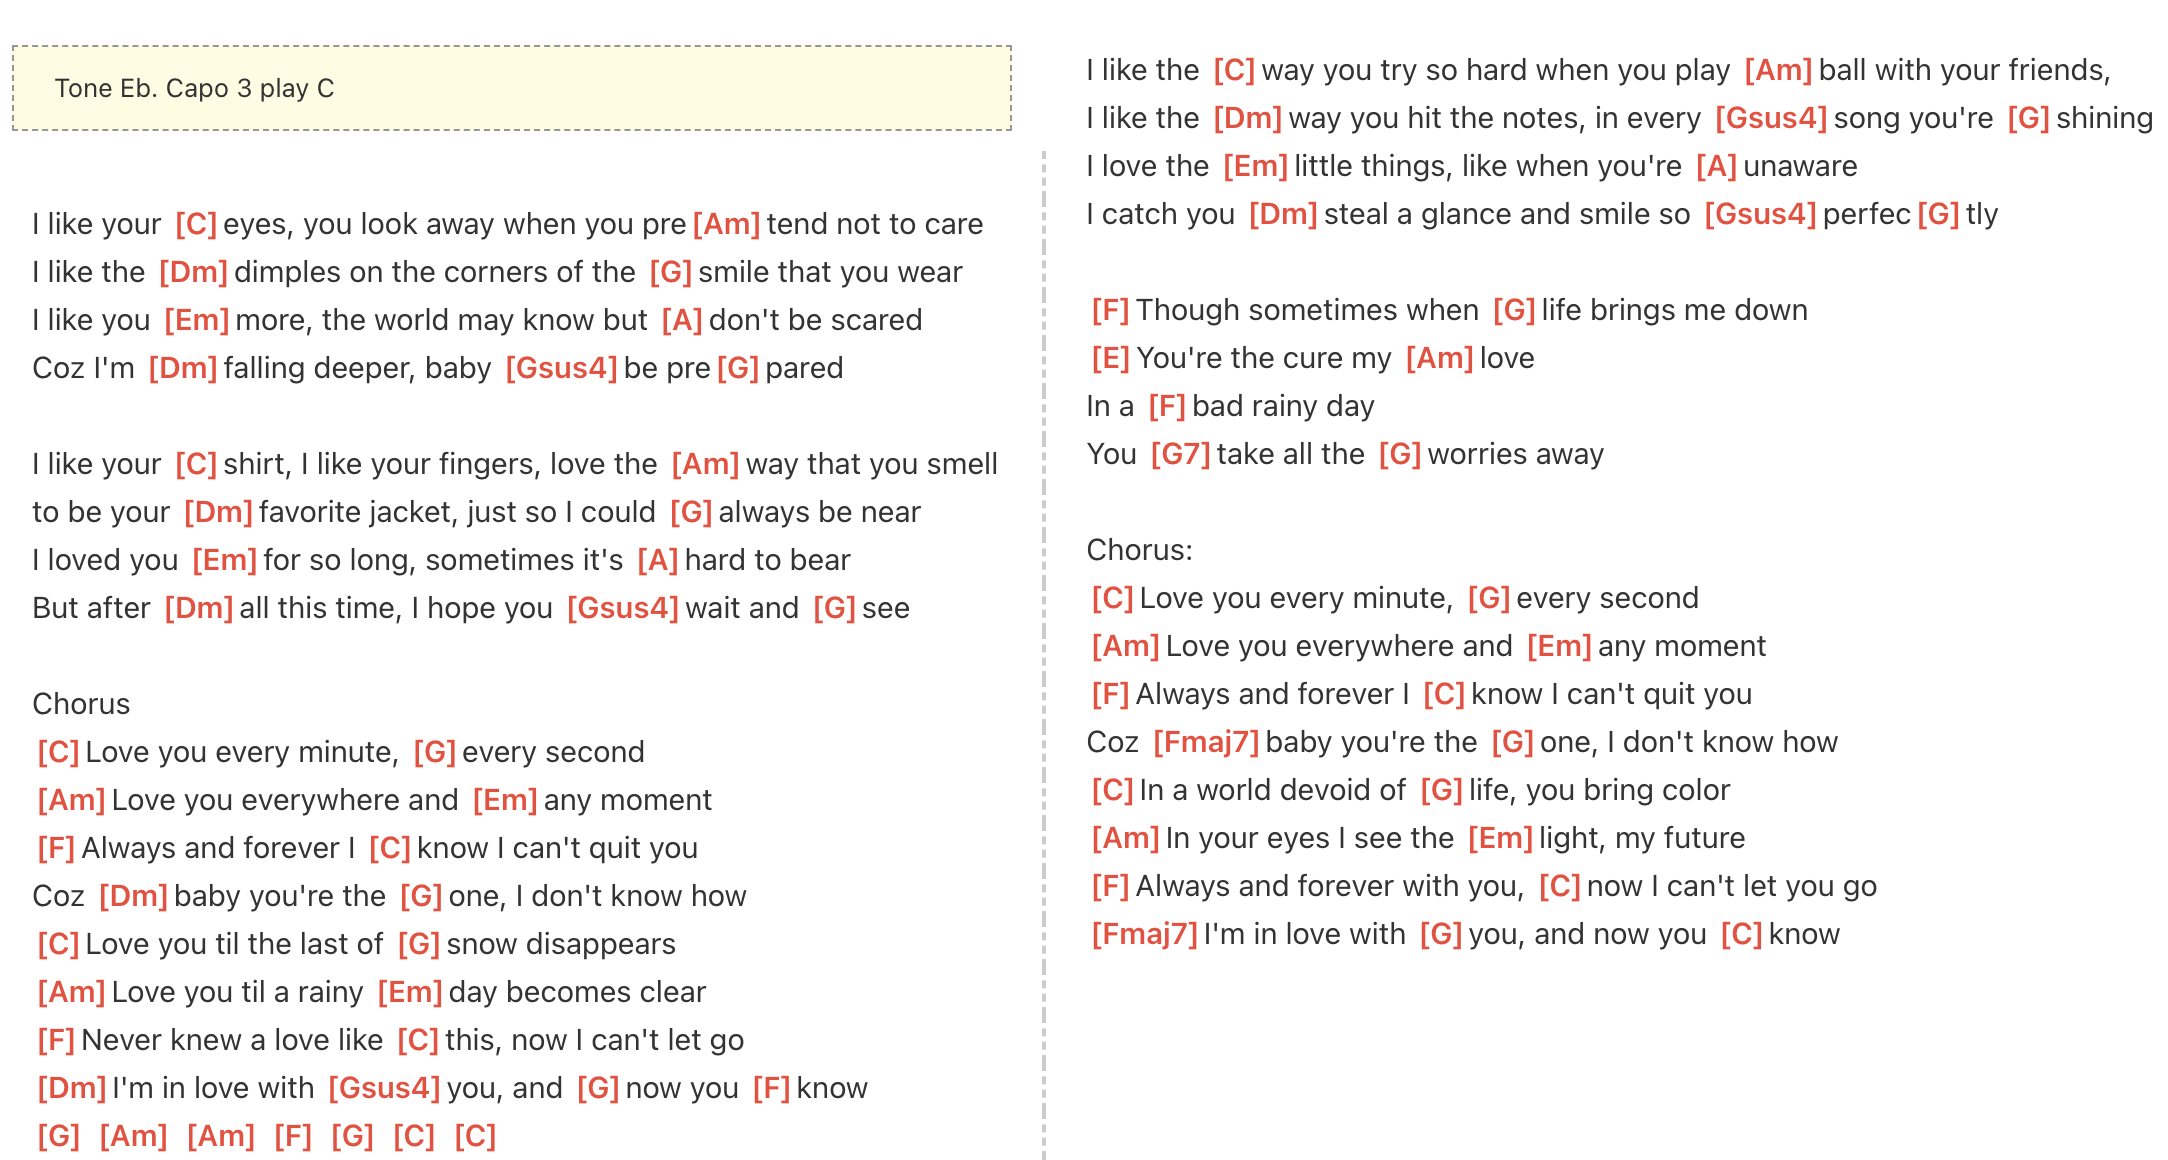 Tone Eb. Capo 3 play C
I like your [C] eyes, you look away when you pre [Am] tend not to care
I like the [Dm] dimples on the corners of the [G] smile that you wear
I like you [Em] more, the world may know but [A] don't be scared
Coz I'm [Dm] falling deeper, baby [Gsus4] be pre [G] pared
I like your [C] shirt, I like your fingers, love the [Am] way that you smell
to be your [Dm] favorite jacket, just so I could [G] always be near
I loved you [Em] for so long, sometimes it's [A] hard to bear
But after [Dm] all this time, I hope you [Gsus4] wait and [G] see
Chorus
[C] Love you every minute, [G] every second
[Am] Love you everywhere and [Em] any moment
[F] Always and forever I [C] know I can't quit you
Coz [Dm] baby you're the [G] one, I don't know how
[C] Love you til the last of [G] snow disappears
[Am] Love you til a rainy [Em] day becomes clear
[F] Never knew a love like [C] this, now I can't let go
[Dm] I'm in love with [Gsus4] you, and [G] now you [F] know
[G] [Am] [Am] [F] [G] [C] [C]
I like the [C] way you try so hard when you play [Am] ball with your friends,
I like the [Dm] way you hit the notes, in every [Gsus4] song you're [G] shining
I love the [Em] little things, like when you're [A] unaware
I catch you [Dm] steal a glance and smile so [Gsus4] perfec [G] tly
[F] Though sometimes when [G] life brings me down
[E] You're the cure my [Am] love
In a [F] bad rainy day
You [G7] take all the [G] worries away
Chorus:
[C] Love you every minute, [G] every second
[Am] Love you everywhere and [Em] any moment
[F] Always and forever I [C] know I can't quit you
Coz [Fmaj7] baby you're the [G] one, I don't know how
[C] In a world devoid of [G] life, you bring color
[Am] In your eyes I see the [Em] light, my future
[F] Always and forever with you, [C] now I can't let you go
[Fmaj7] I'm in love with [G] you, and now you [C] know